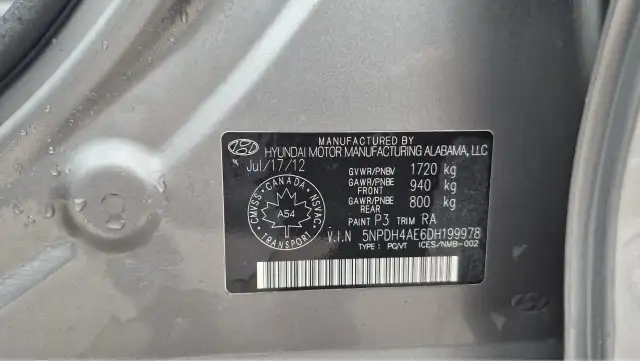 MANUFACTURED BY
HYUNDAI MOTOR MANUFACTURING ALABAMA, LLC
Jul/17/12
GVWR/PNBV 1720 kg
GAWR/PNBE FRONT 940 kg
GAWR/PNBE REAR 800 kg
PAINT P3 TRIM RA
V.I.N 5NPDH4AE6DH199978
TYPE : PC/VT ICES/NMB-002
CANADA
CMVSS
NSVAC
A54
TRANSPORT